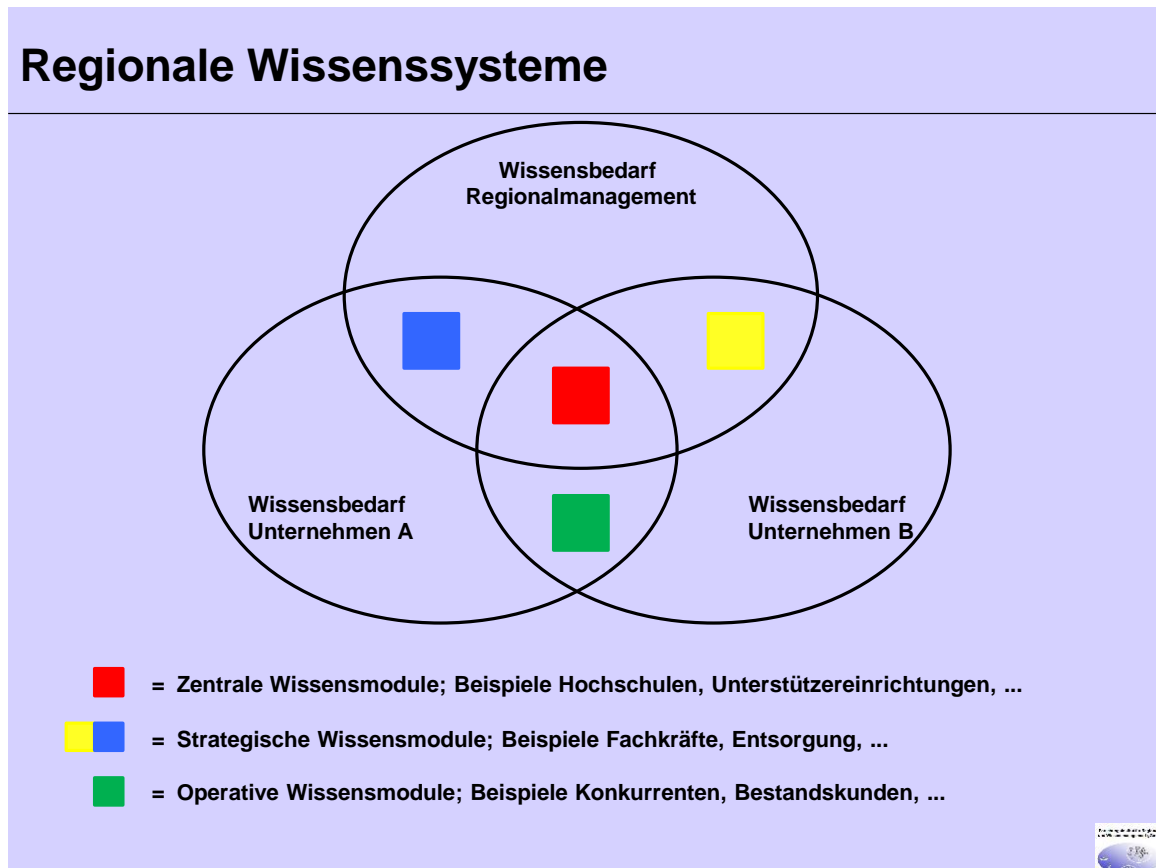 Regionale Wissenssysteme
Wissensbedarf
Regionalmanagement
Wissensbedarf
Unternehmen A
Wissensbedarf
Unternehmen B
= Zentrale Wissensmodule; Beispiele Hochschulen, Unterstützereinrichtungen, ...
= Strategische Wissensmodule; Beispiele Fachkräfte, Entsorgung, ...
= Operative Wissensmodule; Beispiele Konkurrenten, Bestandskunden, ...